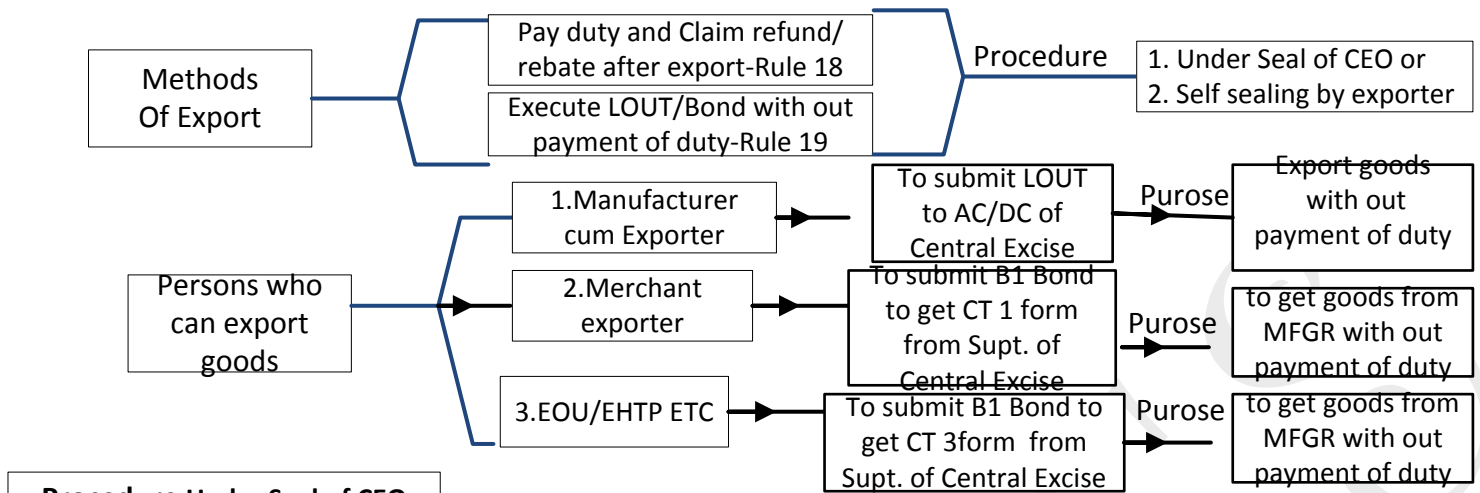 Methods
Of Export
Pay duty and Claim refund/
rebate after export-Rule 18
Execute LOUT/Bond with out
payment of duty-Rule 19
Procedure
1. Under Seal of CEO or
2. Self sealing by exporter
Persons who
can export
goods
1.Manufacturer
cum Exporter
To submit LOUT
to AC/DC of
Central Excise
Purose
Export goods
with out
payment of duty
2.Merchant
exporter
To submit B1 Bond
to get CT 1 form
from Supt. of
Central Excise
Purose
to get goods from
MFGR with out
payment of duty
3.EOU/EHTP ETC
To submit B1 Bond to
get CT 3form from
Supt. of Central Excise
Purose
to get goods from
MFGR with out
payment of duty
Procedure Under Seal of CEO